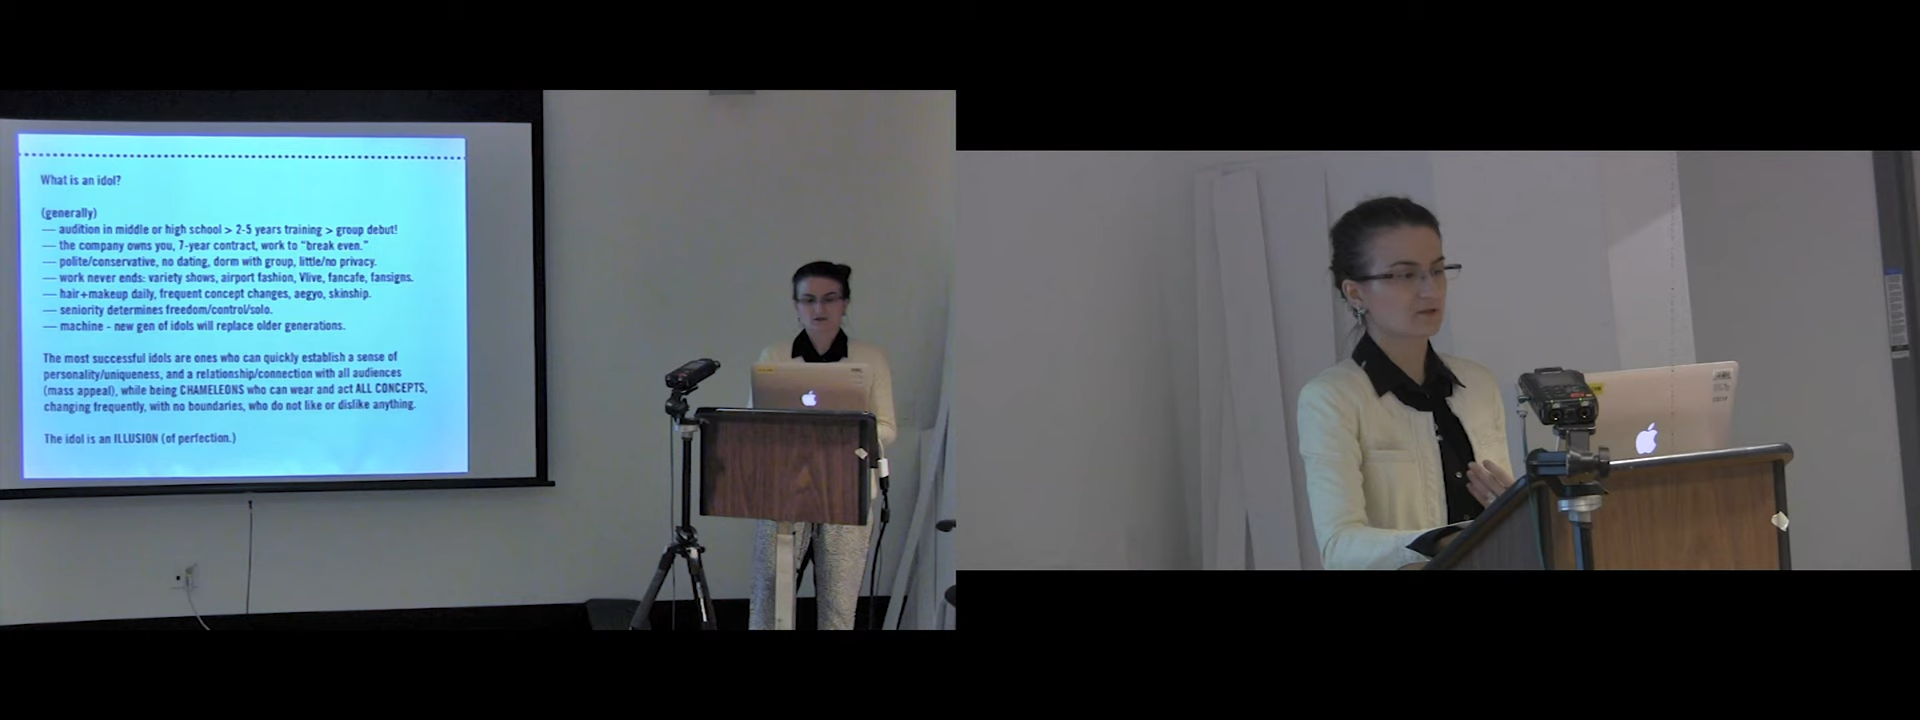 What is an idol?
(generally)
— audition in middle or high school > 2-5 years training > group debut!
— the company owns you, 7-year contract, work to "break even."
— polite/conservative, no dating, dorm with group, little/no privacy.
— work never ends: variety shows, airport fashion, Vlive, fancafe, fansigns.
— hair+makeup daily, frequent concept changes, aegyo, skinship.
— seniority determines freedom/control/solo.
— machine - new gen of idols will replace older generations.
The most successful idols are ones who can quickly establish a sense of
personality/uniqueness, and a relationship/connection with all audiences
(mass appeal), while being CHAMELEONS who can wear and act ALL CONCEPTS,
changing frequently, with no boundaries, who do not like or dislike anything.
The idol is an ILLUSION (of perfection.)